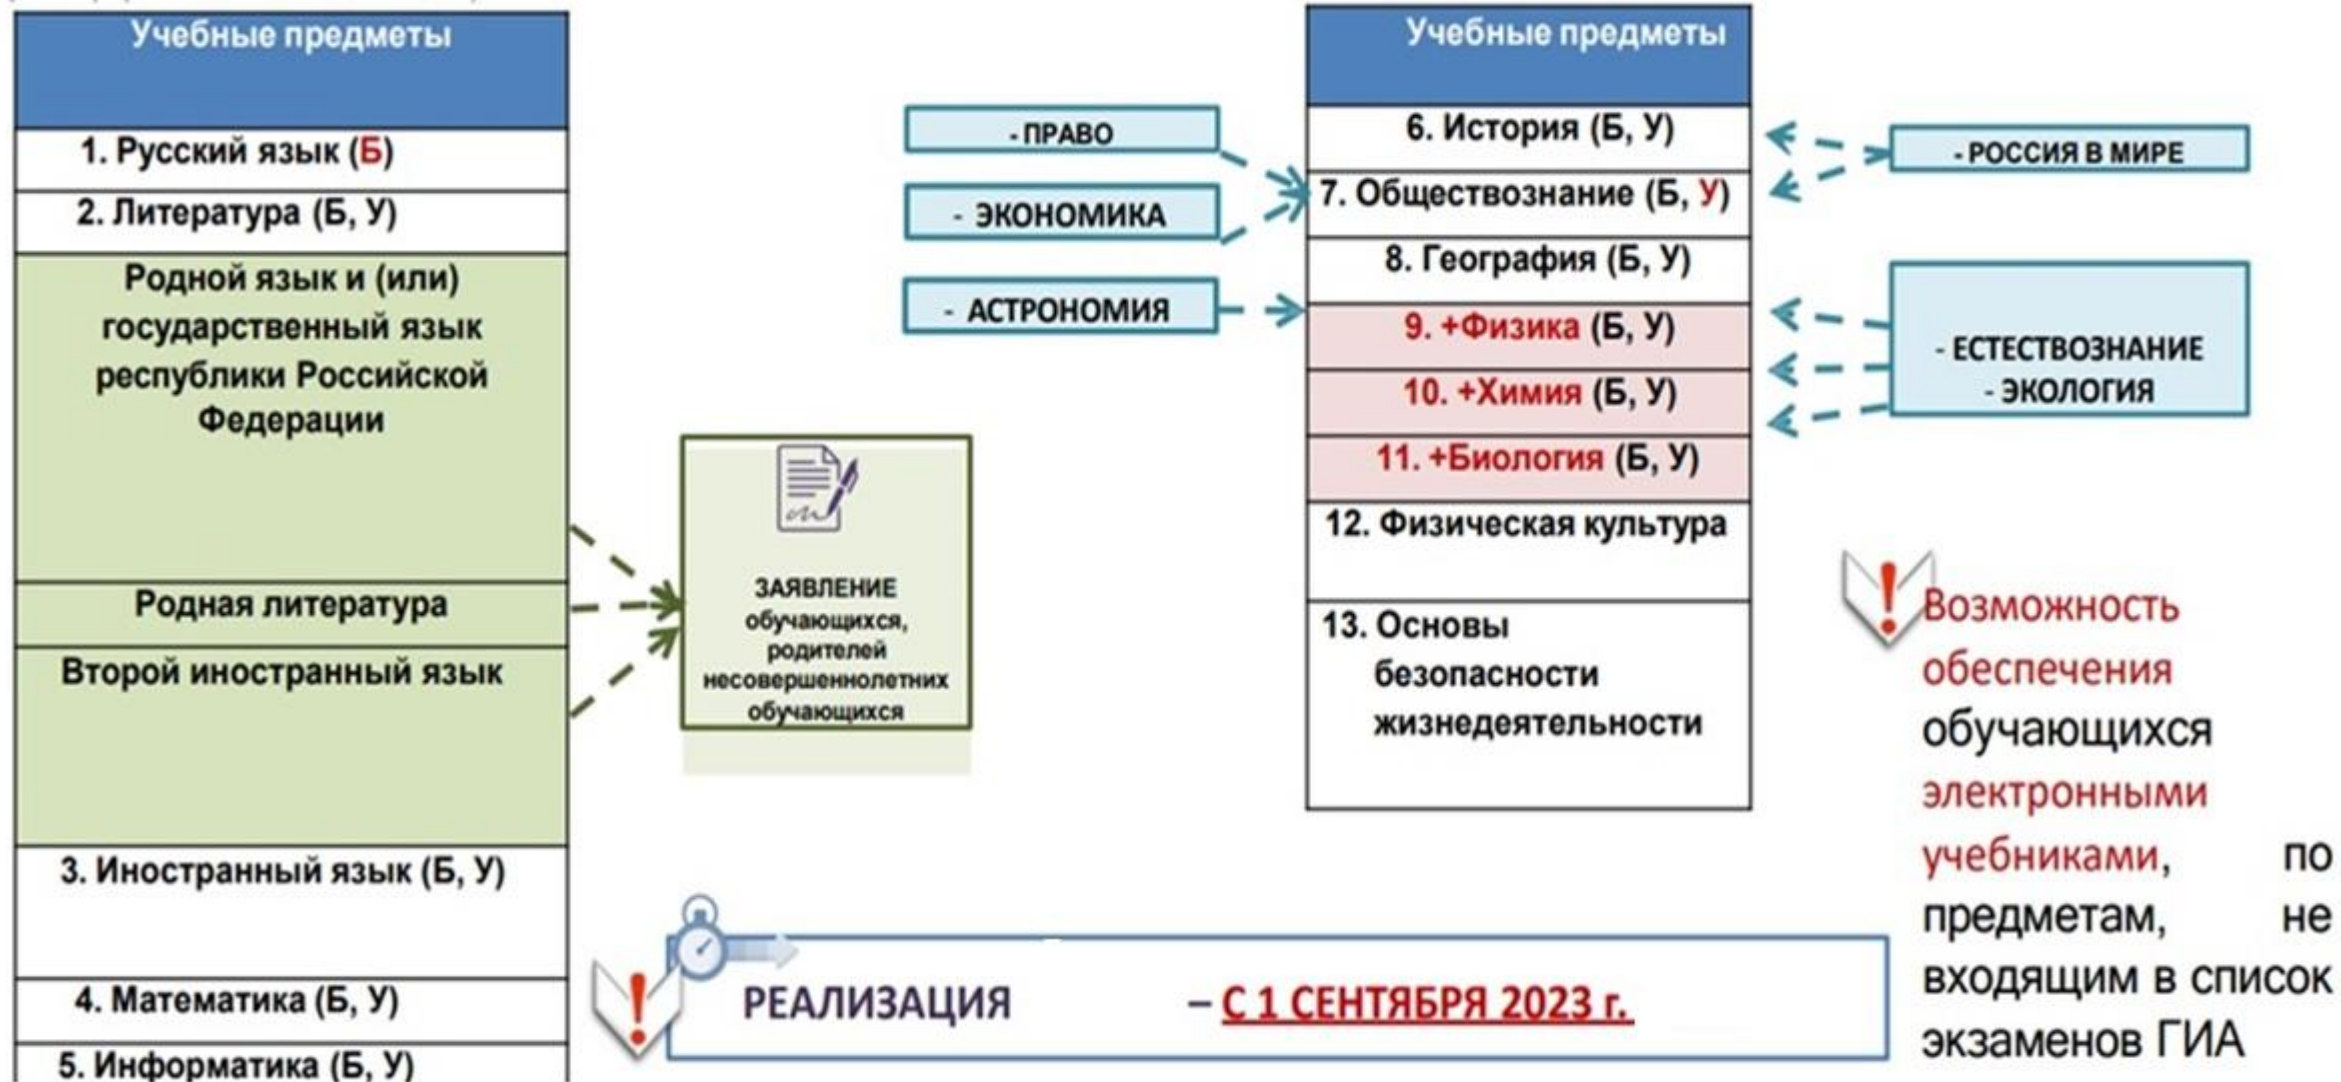 Учебные предметы
1. Русский язык (Б)
2. Литература (Б, У)
Родной язык и (или)
государственный язык
республики Российской
Федерации
Родная литература
Второй иностранный язык
3. Иностранный язык (Б, У)
4. Математика (Б, У)
5. Информатика (Б, У)
ЗАЯВЛЕНИЕ
обучающихся,
родителей
несовершеннолетних
обучающихся
- ПРАВО
- ЭКОНОМИКА
- АСТРОНОМИЯ
Учебные предметы
6. История (Б, У)
7. Обществознание (Б, У)
8. География (Б, У)
9. +Физика (Б, У)
10. +Химия (Б, У)
11. +Биология (Б, У)
12. Физическая культура
13. Основы
безопасности
жизнедеятельности
- РОССИЯ В МИРЕ
- ЕСТЕСТВОЗНАНИЕ
- ЭКОЛОГИЯ
Возможность
обеспечения
обучающихся
электронными
учебниками, по
предметам, не
входящим в список
экзаменов ГИА
РЕАЛИЗАЦИЯ – С 1 СЕНТЯБРЯ 2023 г.